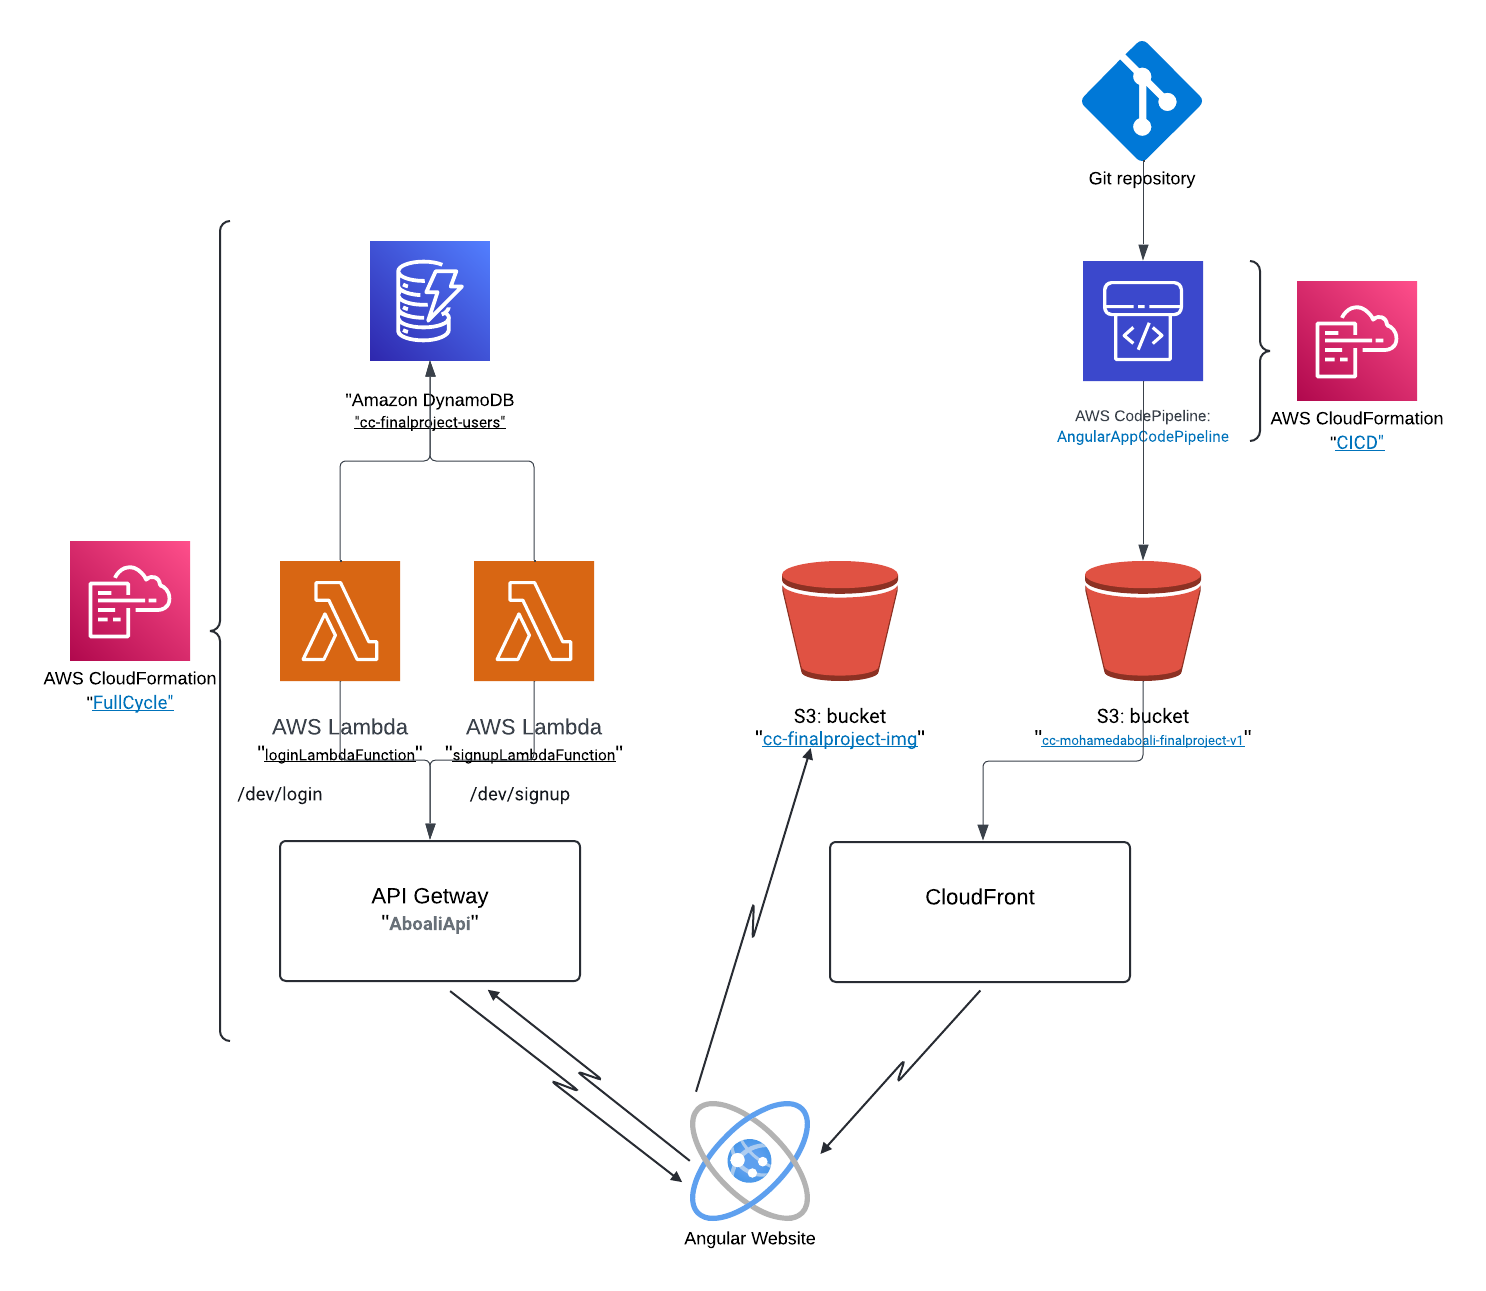 Git repository
"Amazon DynamoDB
"cc-finalproject-users"
AWS CodePipeline:
AngularAppCodePipeline
AWS CloudFormation
"CICD"
AWS CloudFormation
"FullCycle"
AWS Lambda
"loginLambdaFunction"
/dev/login
AWS Lambda
"signupLambdaFunction"
/dev/signup
S3: bucket
"cc-finalproject-img"
S3: bucket
"cc-mohamedaboali-finalproject-v1"
API Getway
"AboaliApi"
CloudFront
Angular Website